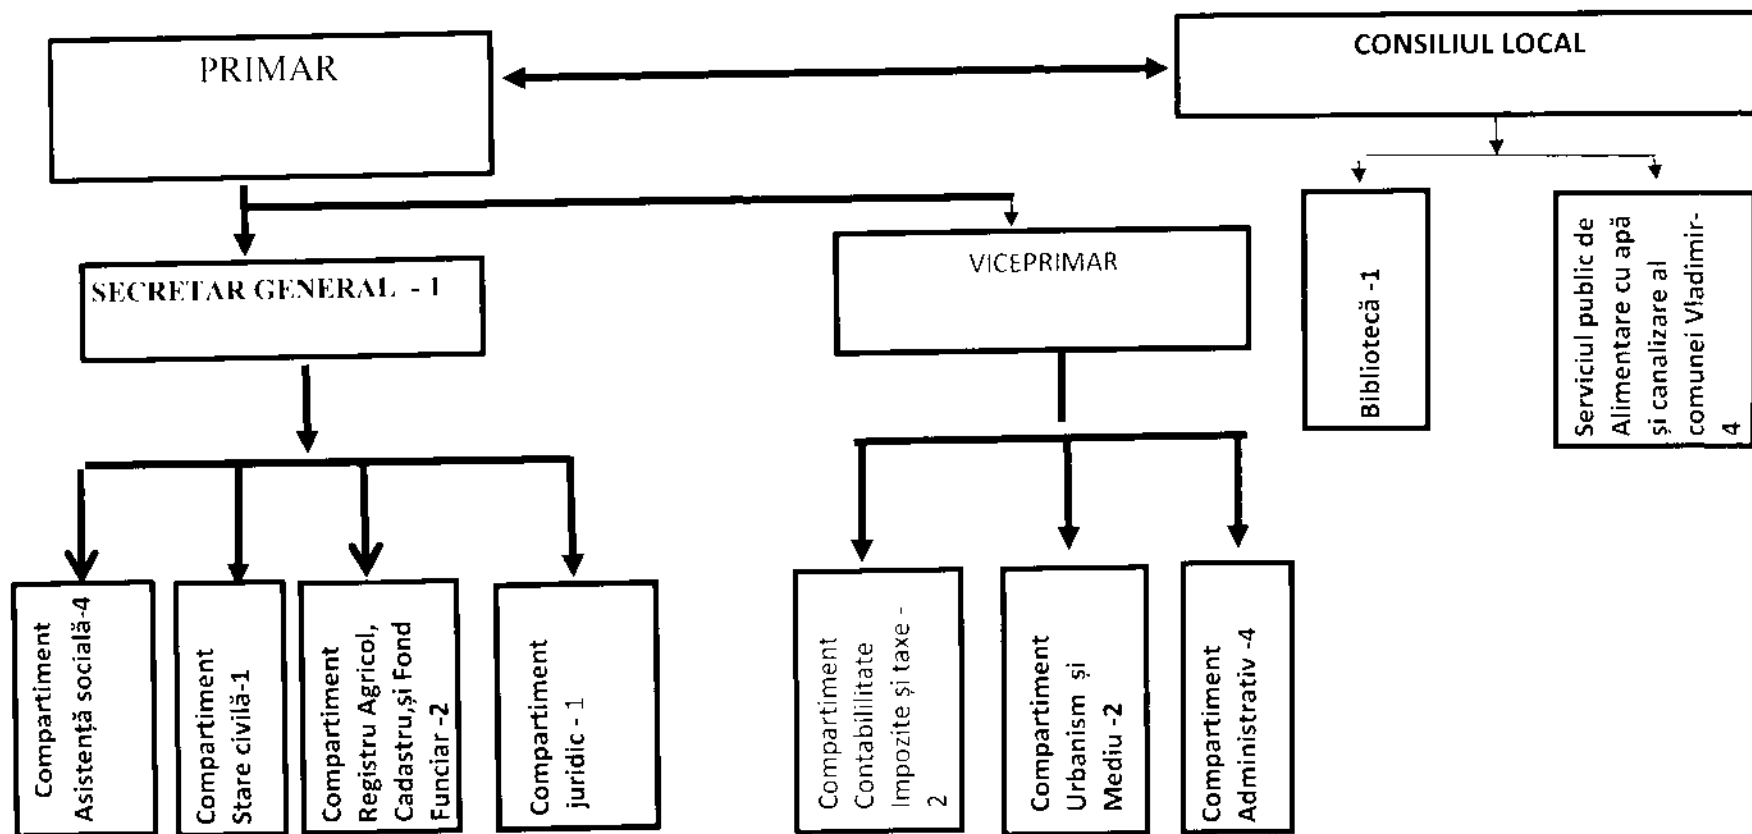 PRIMAR
CONSILIUL LOCAL
SECRETAR GENERAL - 1
VICEPRIMAR
Bibliotecă -1
Serviciul public de
Alimentare cu apă
și canalizare al
comunei Vladimir-
4
Compartiment
Asistență socială-4
Compartiment
Stare civilă-1
Compartiment
Registru Agricol,
Cadastru,și Fond
Funciar -2
Compartiment
juridic - 1
Compartiment
Contabililitate
Impozite și taxe -
2
Compartiment
Urbanism și
Mediu -2
Compartiment
Administrativ -4